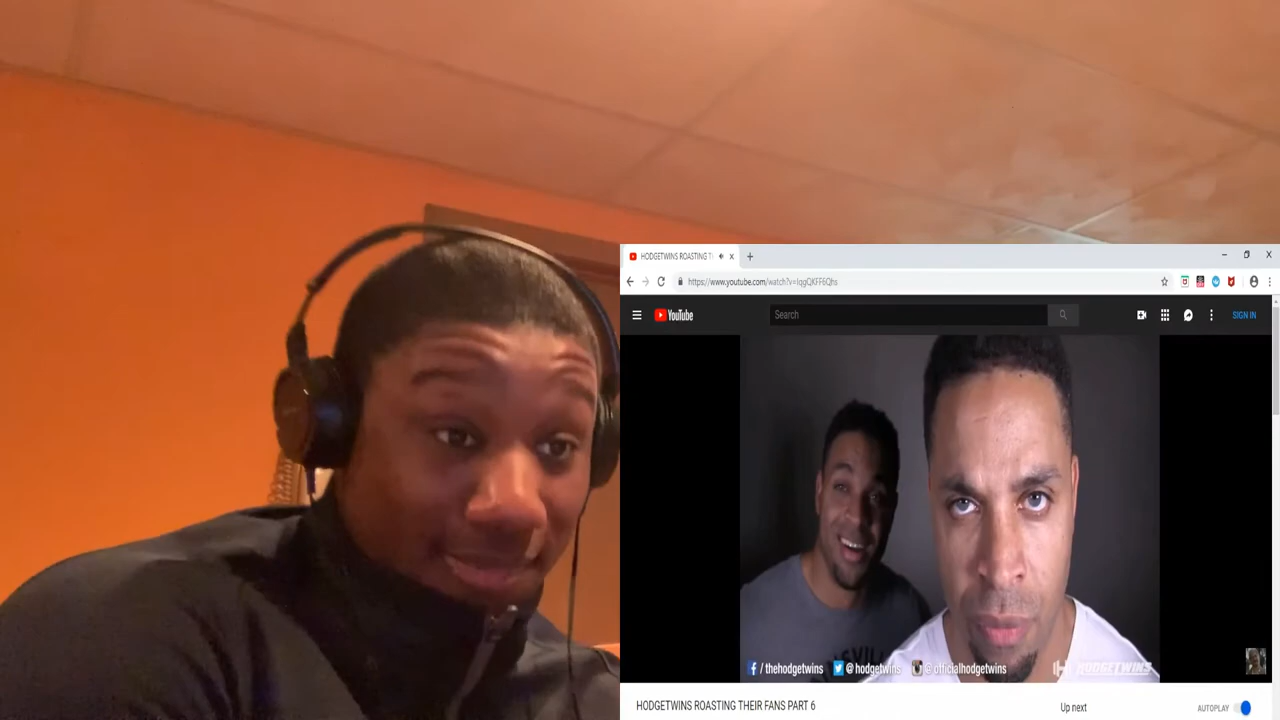 HODGETWINS ROASTING T
https://www.youtube.com/watch?v=lqgQKFF6Qhs
YouTube
Search
SIGN IN
/ thehodgetwins
@ hodgetwins
@ officialhodgetwins
HODGETWINS
HODGETWINS ROASTING THEIR FANS PART 6
Up next
AUTOPLAY